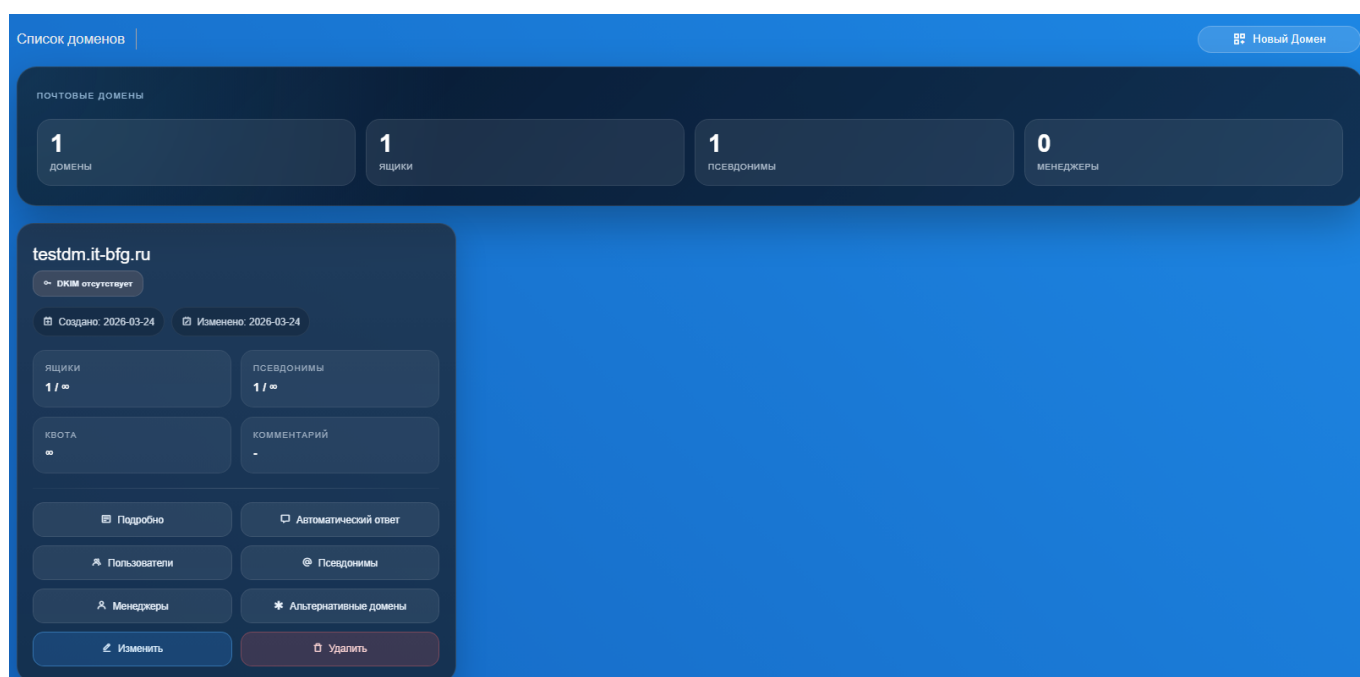 Список доменов
Новый Домен
ПОЧТОВЫЕ ДОМЕНЫ
1
ДОМЕНЫ
1
ЯЩИКИ
1
ПСЕВДОНИМЫ
0
МЕНЕДЖЕРЫ
testdm.it-bfg.ru
DKIM отсутствует
Создано: 2026-03-24
Изменено: 2026-03-24
ЯЩИКИ
1 / ∞
ПСЕВДОНИМЫ
1 / ∞
КВОТА
∞
КОММЕНТАРИЙ
-
Подробно
Автоматический ответ
Пользователи
Псевдонимы
Менеджеры
Альтернативные домены
Изменить
Удалить